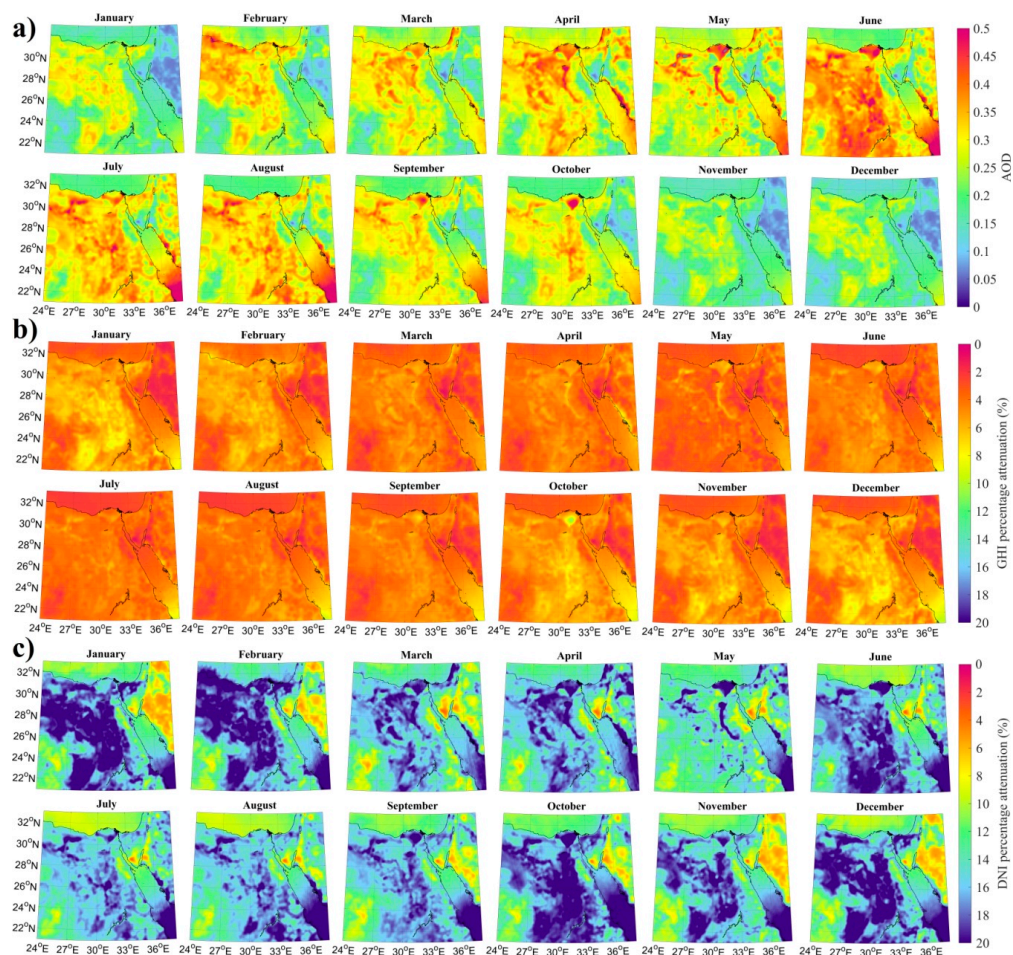 a)
January February March April May June
30°N
28°N
26°N
24°N
22°N
July August September October November December
32°N
30°N
28°N
26°N
24°N
22°N
24°E 27°E 30°E 33°E 36°E 24°E 27°E 30°E 33°E 36°E 24°E 27°E 30°E 33°E 36°E 24°E 27°E 30°E 33°E 36°E 24°E 27°E 30°E 33°E 36°E 24°E 27°E 30°E 33°E 36°E
0.5
0.45
0.4
0.35
0.3
0.25
0.2
0.15
0.1
0.05
0
AOD
b)
January February March April May June
32°N
30°N
28°N
26°N
24°N
22°N
July August September October November December
32°N
30°N
28°N
26°N
24°N
22°N
24°E 27°E 30°E 33°E 36°E 24°E 27°E 30°E 33°E 36°E 24°E 27°E 30°E 33°E 36°E 24°E 27°E 30°E 33°E 36°E 24°E 27°E 30°E 33°E 36°E 24°E 27°E 30°E 33°E 36°E
0
2
4
6
8
10
12
14
16
18
20
GHI percentage attenuation (%)
c)
January February March April May June
32°N
30°N
28°N
26°N
24°N
22°N
July August September October November December
32°N
30°N
28°N
26°N
24°N
22°N
24°E 27°E 30°E 33°E 36°E 24°E 27°E 30°E 33°E 36°E 24°E 27°E 30°E 33°E 36°E 24°E 27°E 30°E 33°E 36°E 24°E 27°E 30°E 33°E 36°E 24°E 27°E 30°E 33°E 36°E
0
2
4
6
8
10
12
14
16
18
20
DNI percentage attenuation (%)